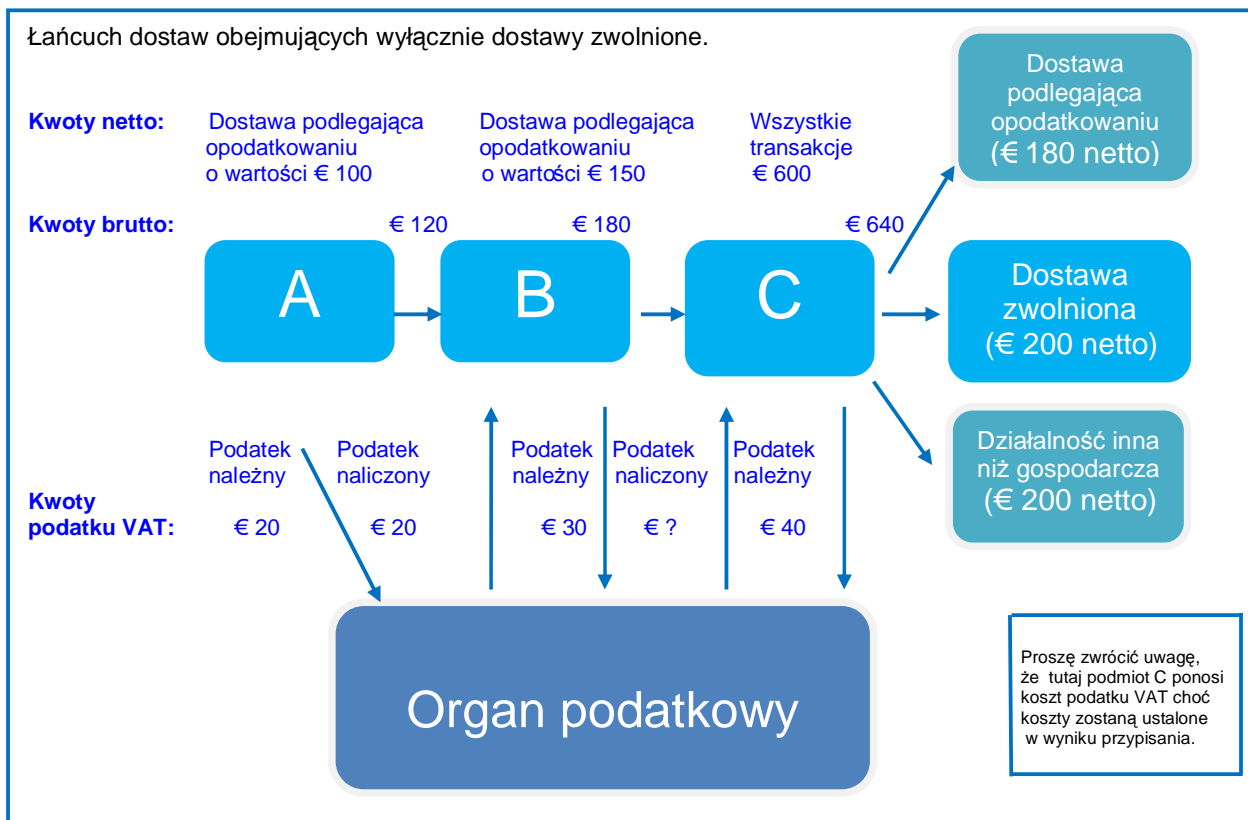 Łańcuch dostaw obejmujących wyłącznie dostawy zwolnione.
Dostawa
podlegająca
opodatkowaniu
(€ 180 netto)
Kwoty netto:
Dostawa podlegająca
opodatkowaniu
o wartości € 100
Dostawa podlegająca
opodatkowaniu
o wartości € 150
Wszystkie
transakcje
€ 600
Kwoty brutto:
€ 120
€ 180
€ 640
A
B
C
Dostawa
zwolniona
(€ 200 netto)
Działalność inna
niż gospodarcza
(€ 200 netto)
Podatek
należny
Podatek
naliczony
Podatek
należny
Podatek
naliczony
Podatek
należny
Kwoty
podatku VAT:
€ 20
€ 20
€ 30
€ ?
€ 40
Organ podatkowy
Proszę zwrócić uwagę,
że tutaj podmiot C ponosi
koszt podatku VAT choć
koszty zostaną ustalone
w wyniku przypisania.